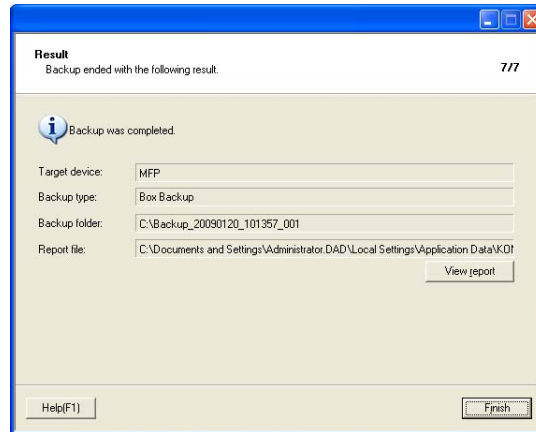 Result
Backup ended with the following result.
7/7
Backup was completed.
Target device: MFP
Backup type: Box Backup
Backup folder: C:\Backup_20090120_101357_001
Report file: C:\Documents and Settings\Administrator.DAD\Local Settings\Application Data\KON
View report
Help(F1)
Finish